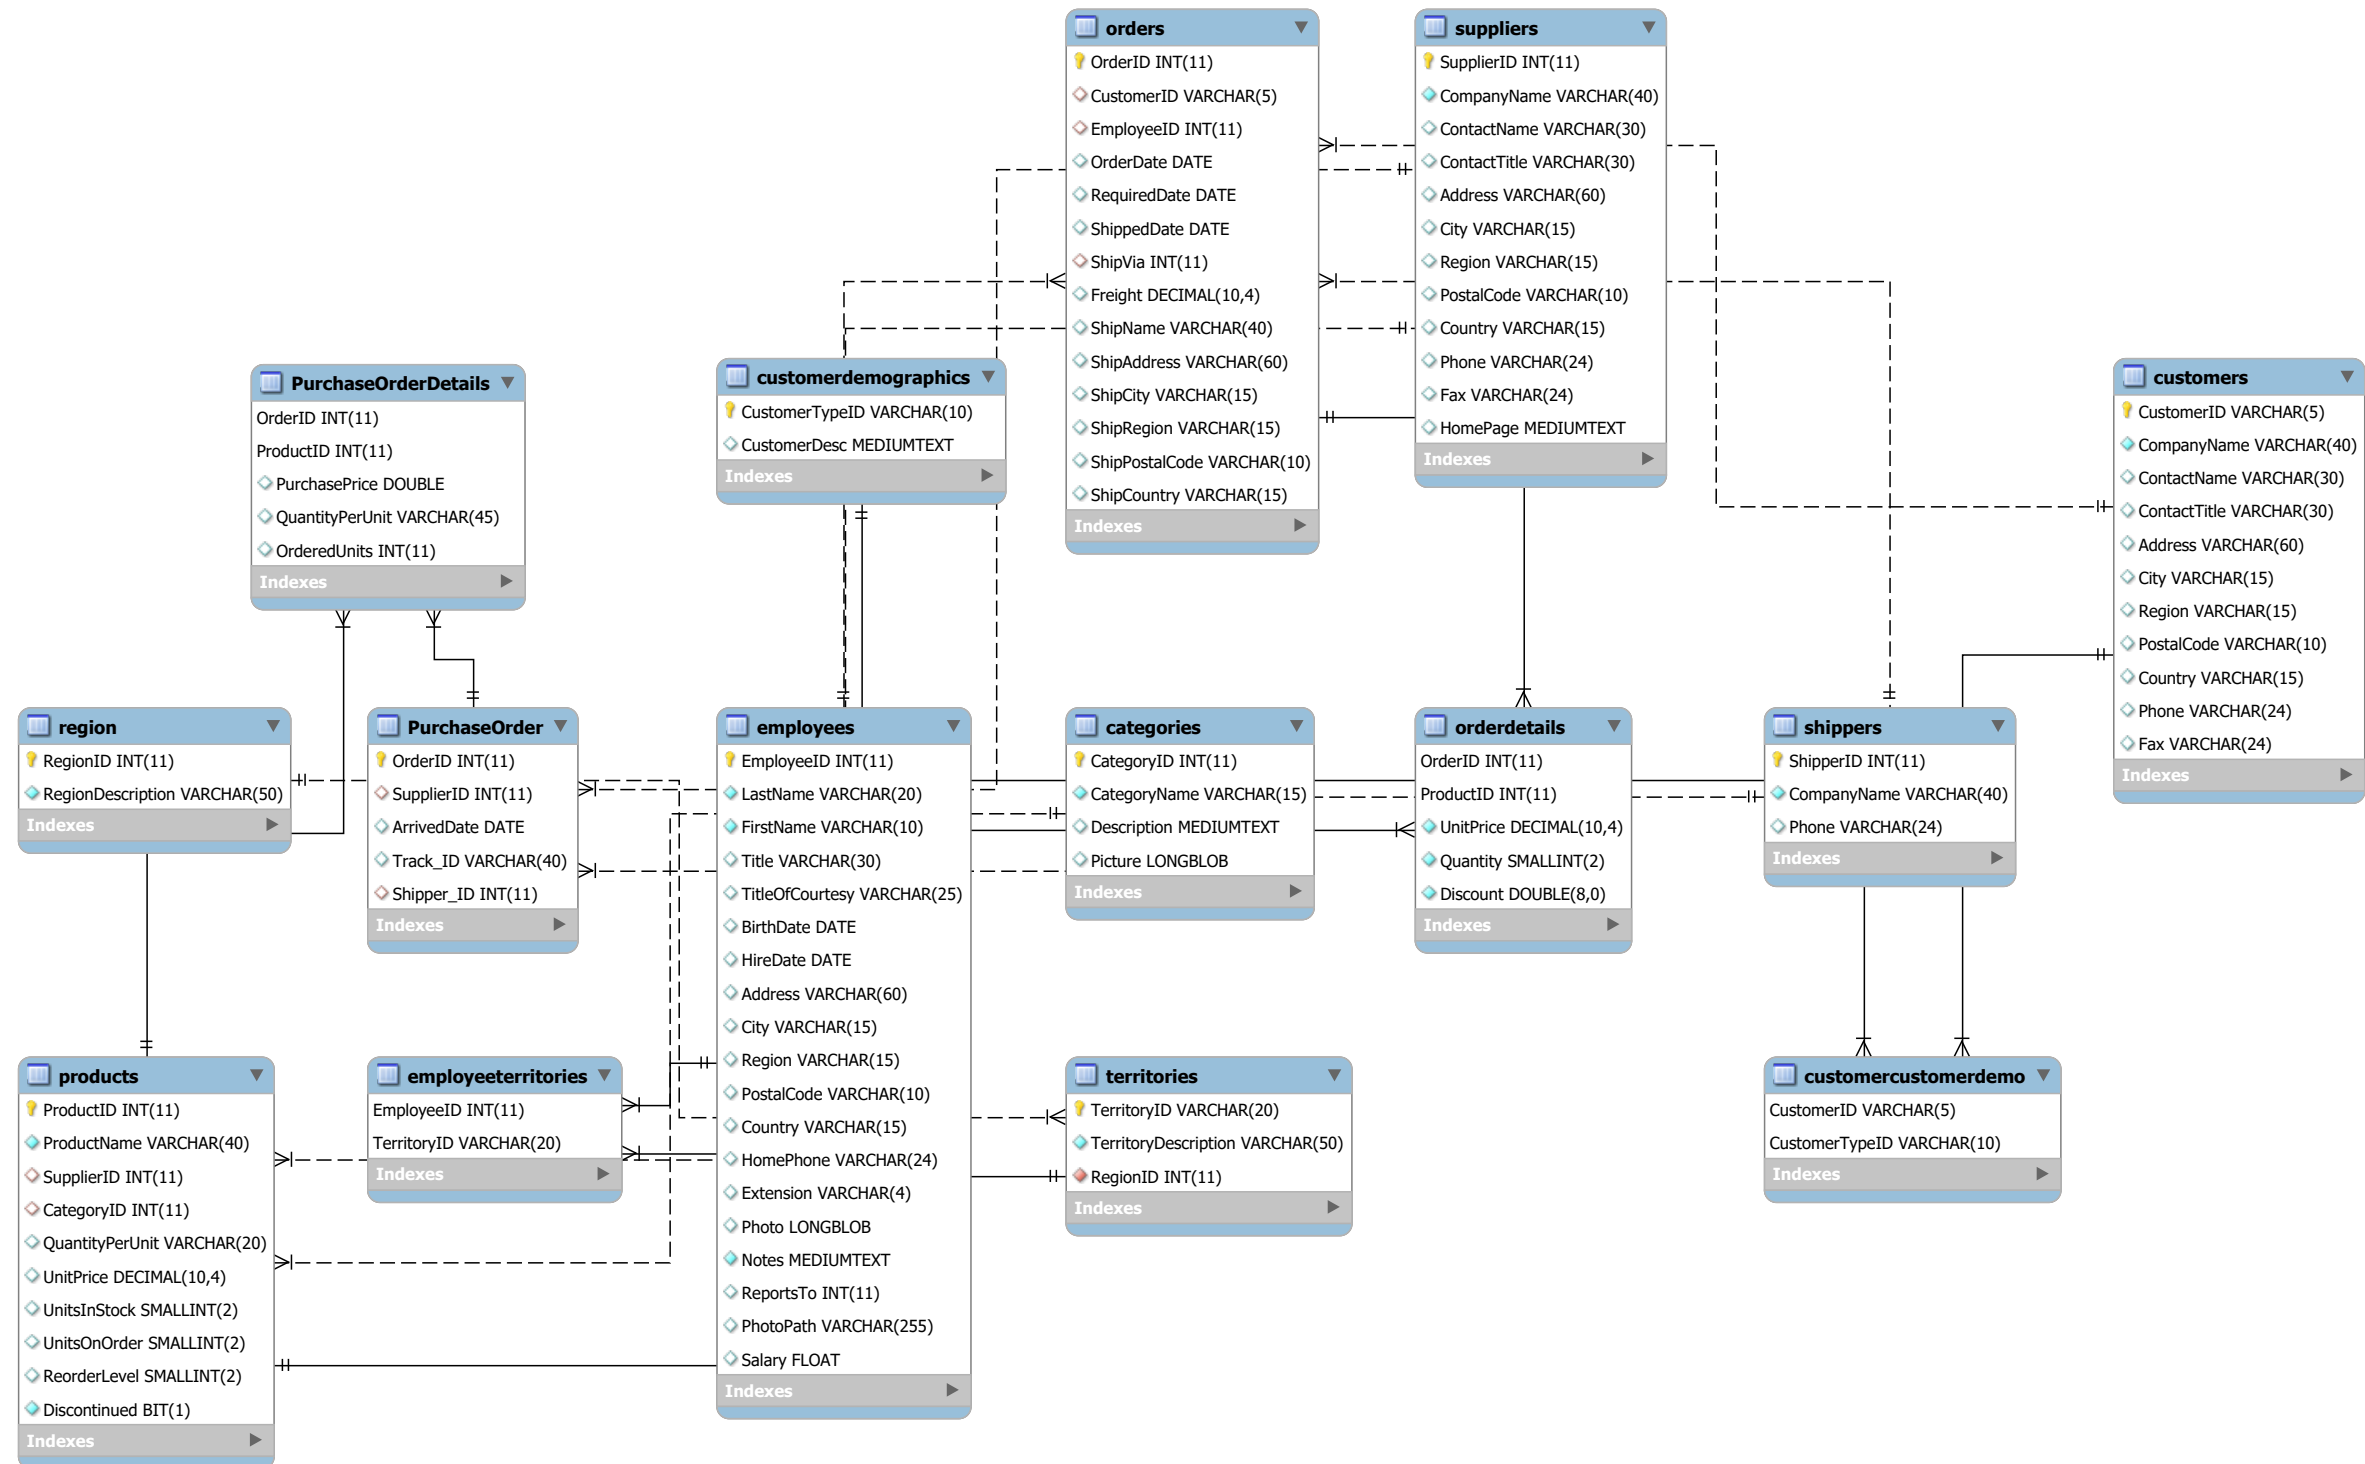 orders
OrderID INT(11)
CustomerID VARCHAR(5)
EmployeeID INT(11)
OrderDate DATE
RequiredDate DATE
ShippedDate DATE
ShipVia INT(11)
Freight DECIMAL(10,4)
ShipName VARCHAR(40)
ShipAddress VARCHAR(60)
ShipCity VARCHAR(15)
ShipRegion VARCHAR(15)
ShipPostalCode VARCHAR(10)
ShipCountry VARCHAR(15)
Indexes
suppliers
SupplierID INT(11)
CompanyName VARCHAR(40)
ContactName VARCHAR(30)
ContactTitle VARCHAR(30)
Address VARCHAR(60)
City VARCHAR(15)
Region VARCHAR(15)
PostalCode VARCHAR(10)
Country VARCHAR(15)
Phone VARCHAR(24)
Fax VARCHAR(24)
HomePage MEDIUMTEXT
Indexes
PurchaseOrderDetails
OrderID INT(11)
ProductID INT(11)
PurchasePrice DOUBLE
QuantityPerUnit VARCHAR(45)
OrderedUnits INT(11)
Indexes
customerdemographics
CustomerTypeID VARCHAR(10)
CustomerDesc MEDIUMTEXT
Indexes
customers
CustomerID VARCHAR(5)
CompanyName VARCHAR(40)
ContactName VARCHAR(30)
ContactTitle VARCHAR(30)
Address VARCHAR(60)
City VARCHAR(15)
Region VARCHAR(15)
PostalCode VARCHAR(10)
Country VARCHAR(15)
Phone VARCHAR(24)
Fax VARCHAR(24)
Indexes
region
RegionID INT(11)
RegionDescription VARCHAR(50)
Indexes
PurchaseOrder
OrderID INT(11)
SupplierID INT(11)
ArrivedDate DATE
Track_ID VARCHAR(40)
Shipper_ID INT(11)
Indexes
employees
EmployeeID INT(11)
LastName VARCHAR(20)
FirstName VARCHAR(10)
Title VARCHAR(30)
TitleOfCourtesy VARCHAR(25)
BirthDate DATE
HireDate DATE
Address VARCHAR(60)
City VARCHAR(15)
Region VARCHAR(15)
PostalCode VARCHAR(10)
Country VARCHAR(15)
HomePhone VARCHAR(24)
Extension VARCHAR(4)
Photo LONGBLOB
Notes MEDIUMTEXT
ReportsTo INT(11)
PhotoPath VARCHAR(255)
Salary FLOAT
Indexes
categories
CategoryID INT(11)
CategoryName VARCHAR(15)
Description MEDIUMTEXT
Picture LONGBLOB
Indexes
orderdetails
OrderID INT(11)
ProductID INT(11)
UnitPrice DECIMAL(10,4)
Quantity SMALLINT(2)
Discount DOUBLE(8,0)
Indexes
shippers
ShipperID INT(11)
CompanyName VARCHAR(40)
Phone VARCHAR(24)
Indexes
products
ProductID INT(11)
ProductName VARCHAR(40)
SupplierID INT(11)
CategoryID INT(11)
QuantityPerUnit VARCHAR(20)
UnitPrice DECIMAL(10,4)
UnitsInStock SMALLINT(2)
UnitsOnOrder SMALLINT(2)
ReorderLevel SMALLINT(2)
Discontinued BIT(1)
Indexes
employeeterritories
EmployeeID INT(11)
TerritoryID VARCHAR(20)
Indexes
territories
TerritoryID VARCHAR(20)
TerritoryDescription VARCHAR(50)
RegionID INT(11)
Indexes
customercustomerdemo
CustomerID VARCHAR(5)
CustomerTypeID VARCHAR(10)
Indexes